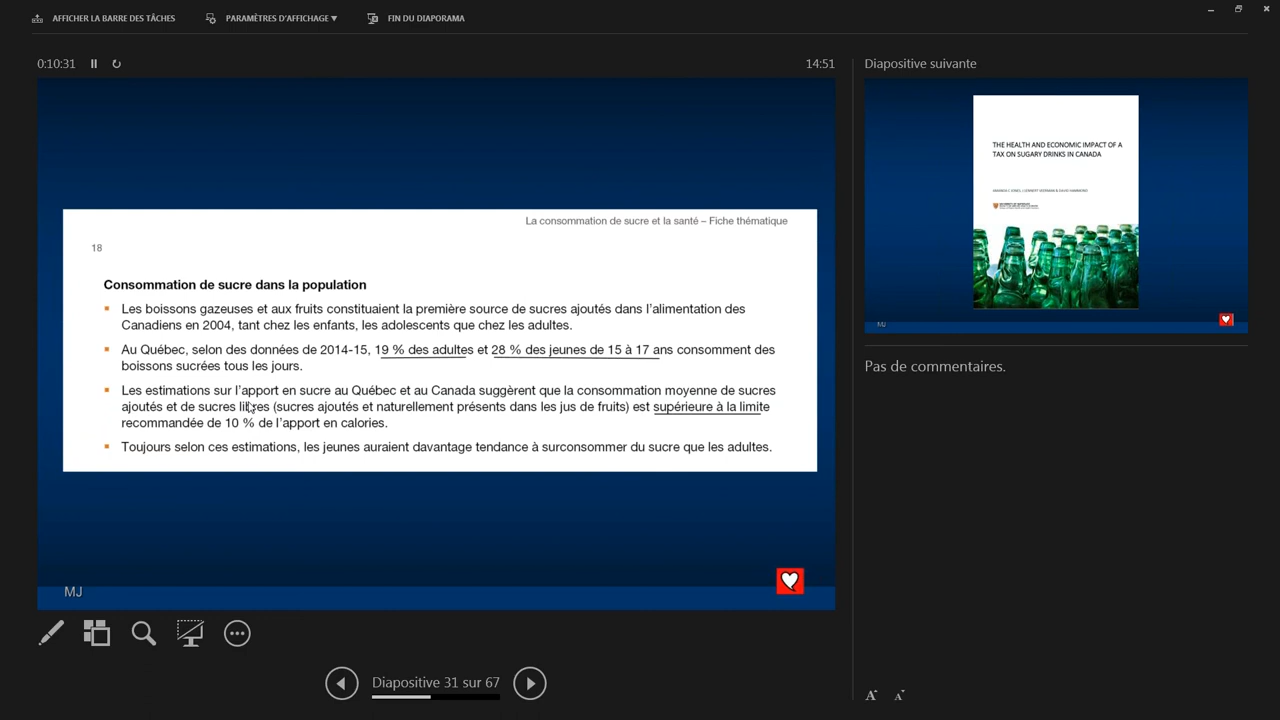 AFFICHER LA BARRE DES TÂCHES
PARAMÈTRES D'AFFICHAGE ▼
FIN DU DIAPORAMA
0:10:31
14:51
La consommation de sucre et la santé – Fiche thématique
18
Consommation de sucre dans la population
▪ Les boissons gazeuses et aux fruits constituaient la première source de sucres ajoutés dans l'alimentation des
Canadiens en 2004, tant chez les enfants, les adolescents que chez les adultes.
▪ Au Québec, selon des données de 2014-15, 19 % des adultes et 28 % des jeunes de 15 à 17 ans consomment des
boissons sucrées tous les jours.
▪ Les estimations sur l'apport en sucre au Québec et au Canada suggèrent que la consommation moyenne de sucres
ajoutés et de sucres libres (sucres ajoutés et naturellement présents dans les jus de fruits) est supérieure à la limite
recommandée de 10 % de l'apport en calories.
▪ Toujours selon ces estimations, les jeunes auraient davantage tendance à surconsommer du sucre que les adultes.
MJ
Diapositive 31 sur 67
Diapositive suivante
THE HEALTH AND ECONOMIC IMPACT OF A
TAX ON SUGARY DRINKS IN CANADA
MJ
Pas de commentaires.
A A